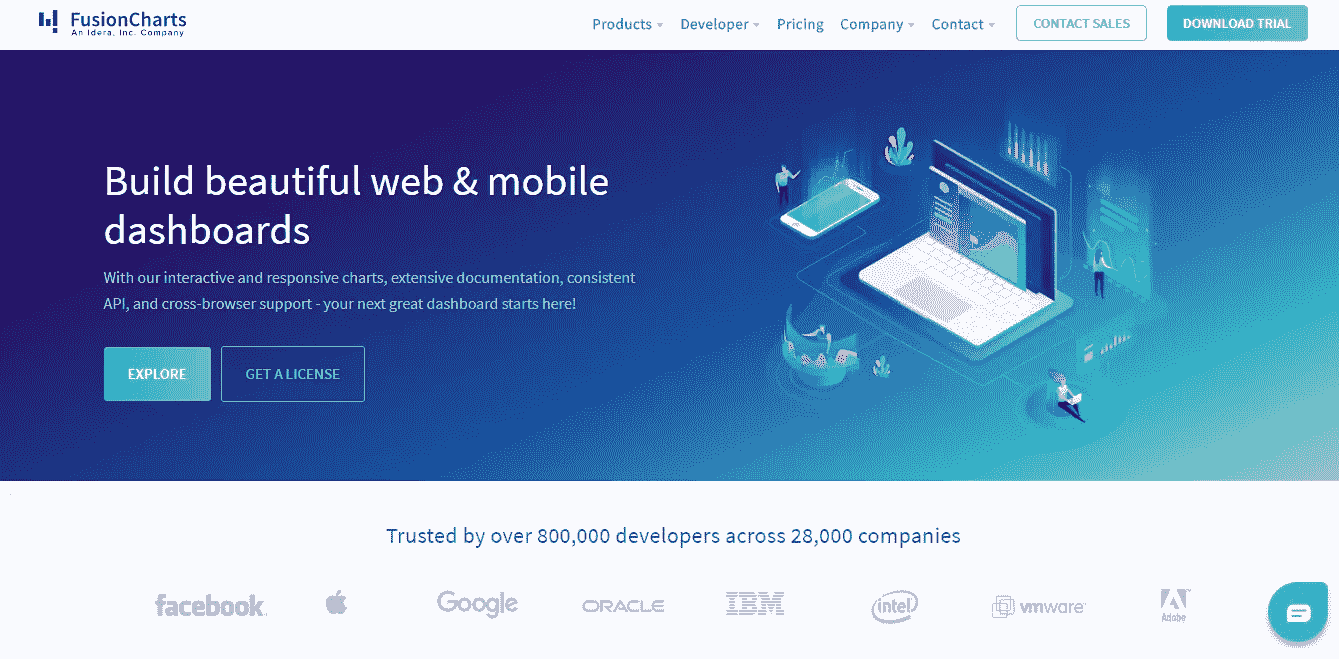 FusionCharts
An Idera, Inc. Company
Products Developer Pricing Company Contact CONTACT SALES DOWNLOAD TRIAL
Build beautiful web & mobile
dashboards
With our interactive and responsive charts, extensive documentation, consistent
API, and cross-browser support - your next great dashboard starts here!
EXPLORE GET A LICENSE
Trusted by over 800,000 developers across 28,000 companies
facebook Google ORACLE IBM intel vmware Adobe